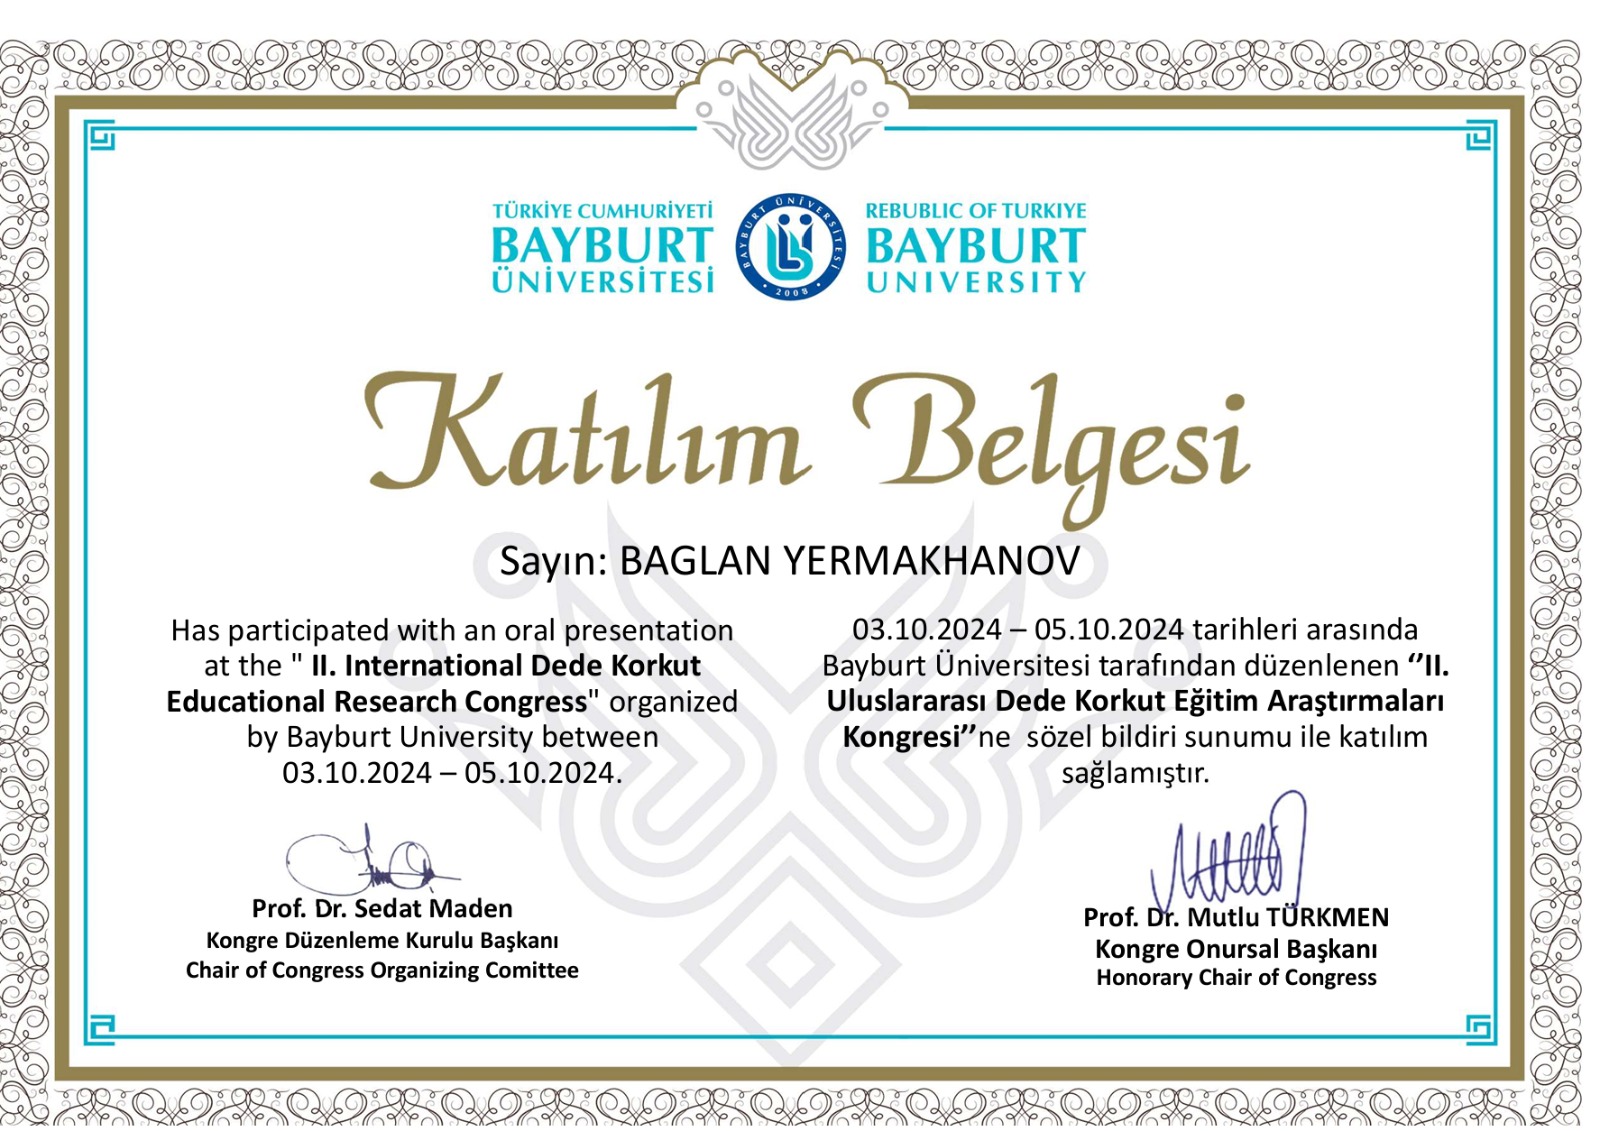 TÜRKİYE CUMHURİYETİ
BAYBURT
ÜNİVERSİTESİ
BAYBURT ÜNİVERSİTESİ
2008
REBUBLIC OF TURKIYE
BAYBURT
UNIVERSITY
Katılım Belgesi
Sayın: BAGLAN YERMAKHANOV
Has participated with an oral presentation
at the " II. International Dede Korkut
Educational Research Congress" organized
by Bayburt University between
03.10.2024 – 05.10.2024.
03.10.2024 – 05.10.2024 tarihleri arasında
Bayburt Üniversitesi tarafından düzenlenen ‘’II.
Uluslararası Dede Korkut Eğitim Araştırmaları
Kongresi’’ne sözel bildiri sunumu ile katılım
sağlamıştır.
Prof. Dr. Sedat Maden
Kongre Düzenleme Kurulu Başkanı
Chair of Congress Organizing Comittee
Prof. Dr. Mutlu TÜRKMEN
Kongre Onursal Başkanı
Honorary Chair of Congress